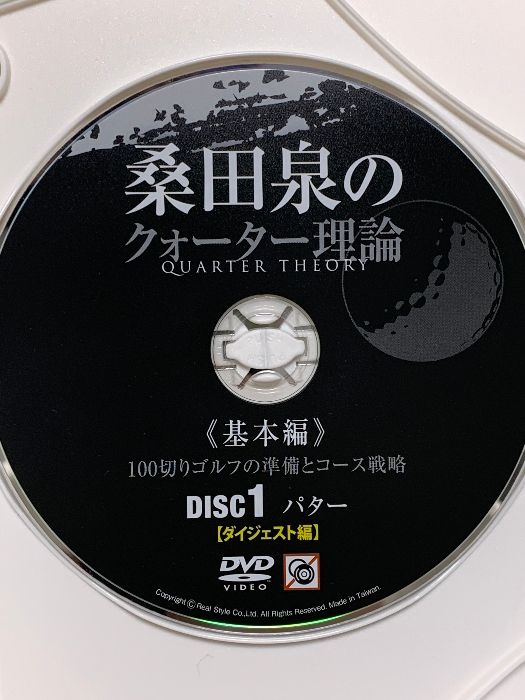 桑田泉の
クォーター理論
QUARTER THEORY
《基本編》
100切りゴルフの準備とコース戦略
DISC1 パター
【ダイジェスト編】
DVD
VIDEO
Copyright Ⓒ Real Style Co.,Ltd. All Rights Reserved. Made in Taiwan.